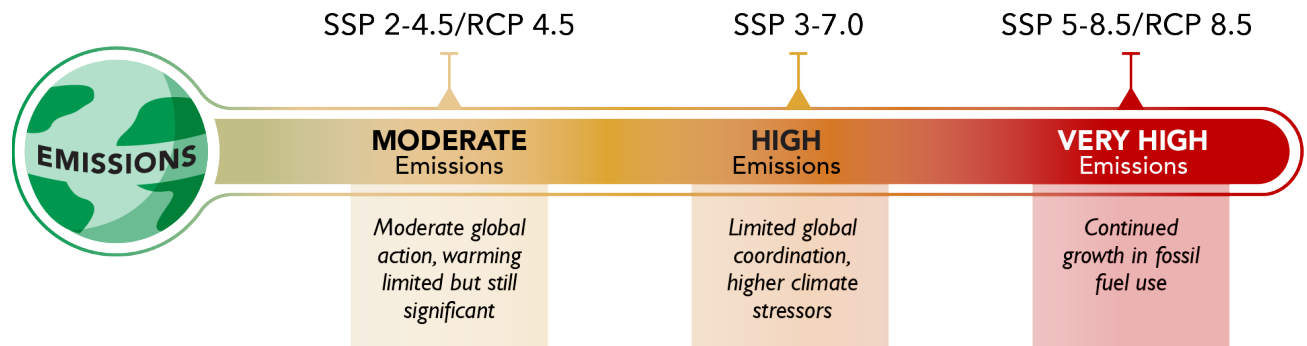 SSP 2-4.5/RCP 4.5
SSP 3-7.0
SSP 5-8.5/RCP 8.5
EMISSIONS
MODERATE
Emissions
HIGH
Emissions
VERY HIGH
Emissions
Moderate global
action, warming
limited but still
significant
Limited global
coordination,
higher climate
stressors
Continued
growth in fossil
fuel use